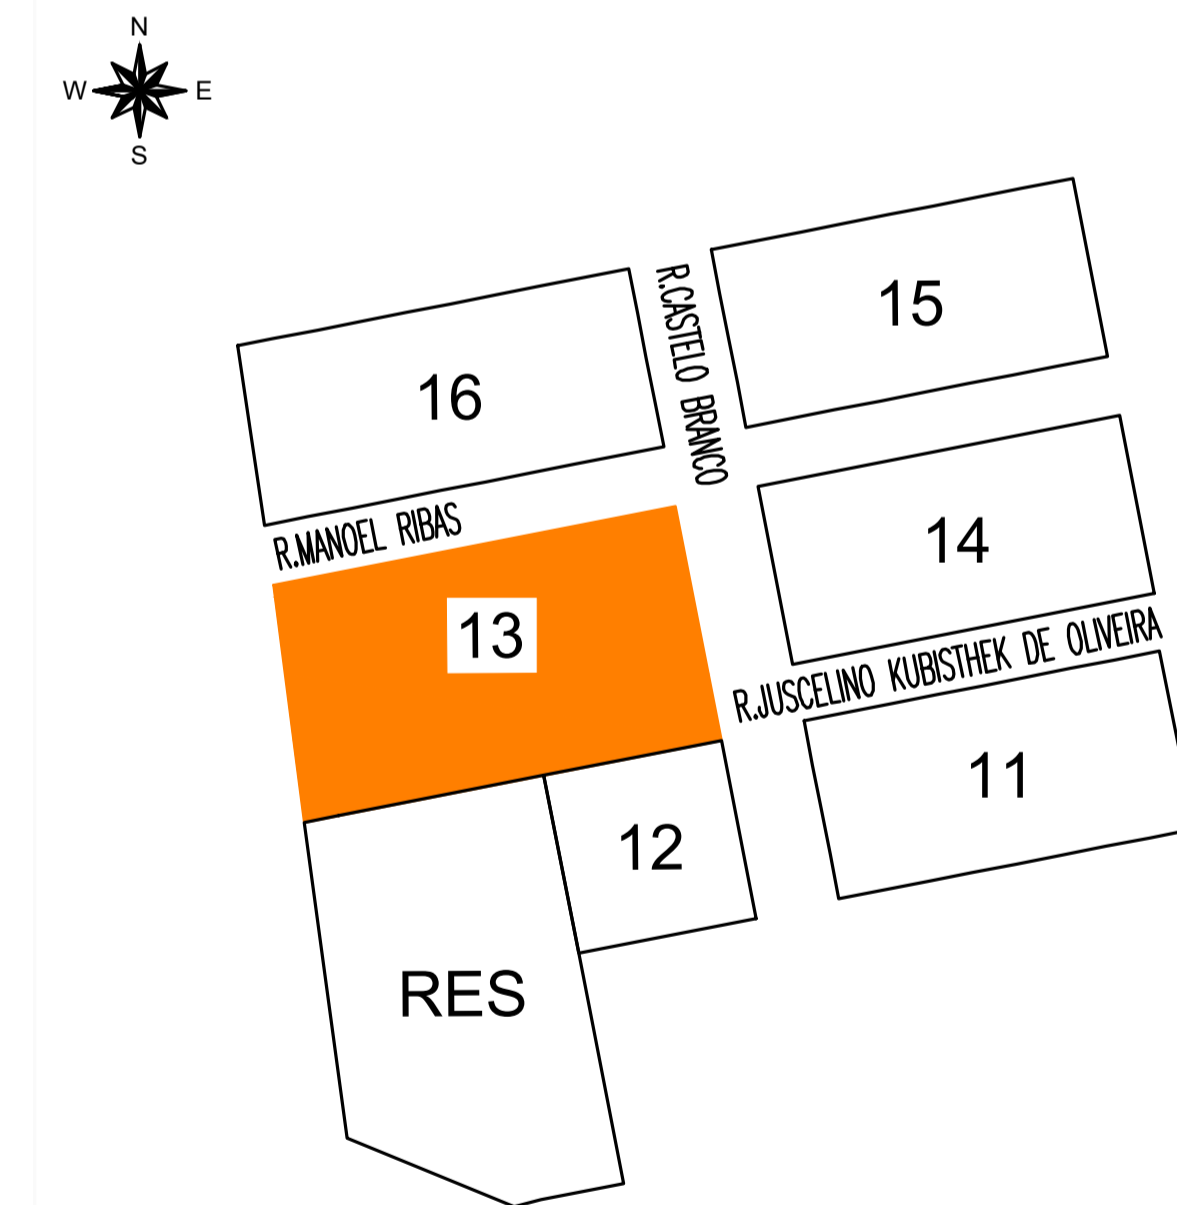 N
W E
S
15
R.CASTELO BRANCO
16
R.MANOEL RIBAS
14
13
R.JUSCELINO KUBISTHEK DE OLIVEIRA
11
12
RES